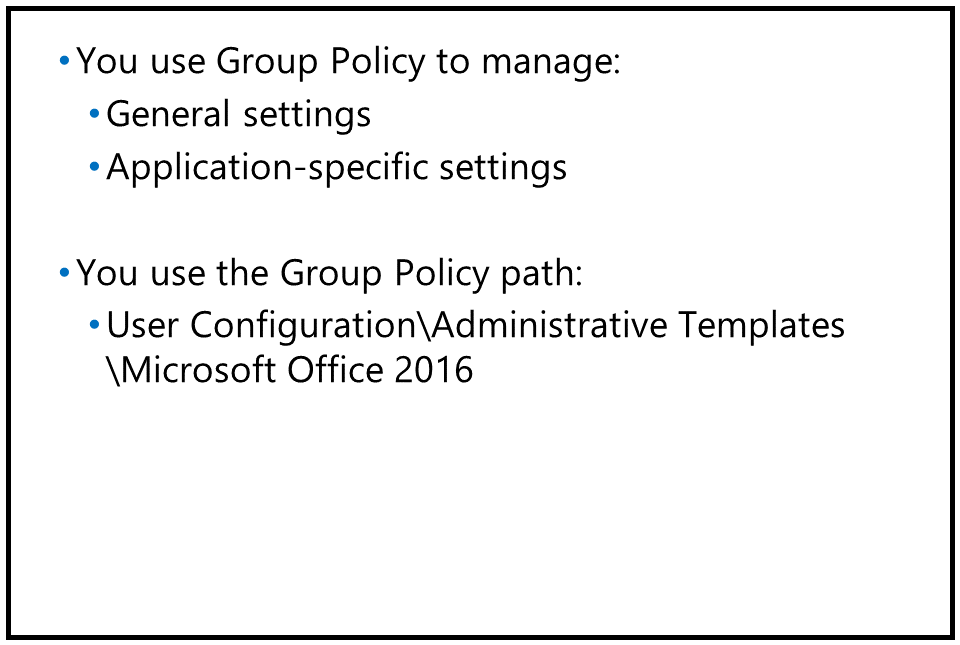 •You use Group Policy to manage:
•General settings
•Application-specific settings
•You use the Group Policy path:
•User Configuration\Administrative Templates
\Microsoft Office 2016